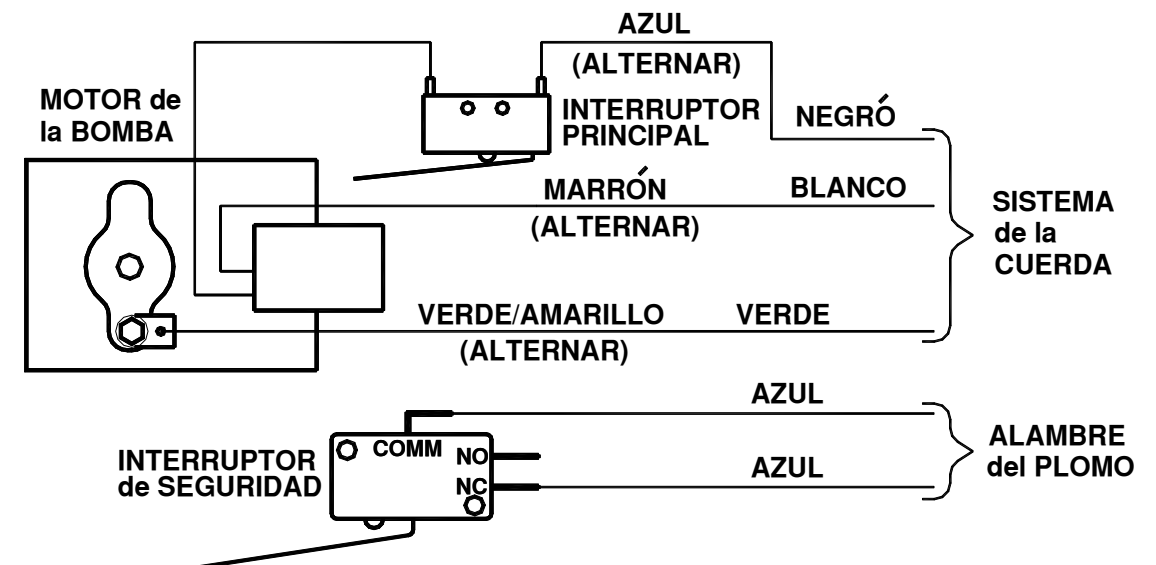 AZUL
(ALTERNAR)
MOTOR de
la BOMBA
INTERRUPTOR
PRINCIPAL
NEGRÓ
MARRÓN
(ALTERNAR)
BLANCO
SISTEMA
de la
CUERDA
VERDE/AMARILLO
(ALTERNAR)
VERDE
AZUL
COMM
NO
NC
INTERRUPTOR
de SEGURIDAD
AZUL
ALAMBRE
del PLOMO